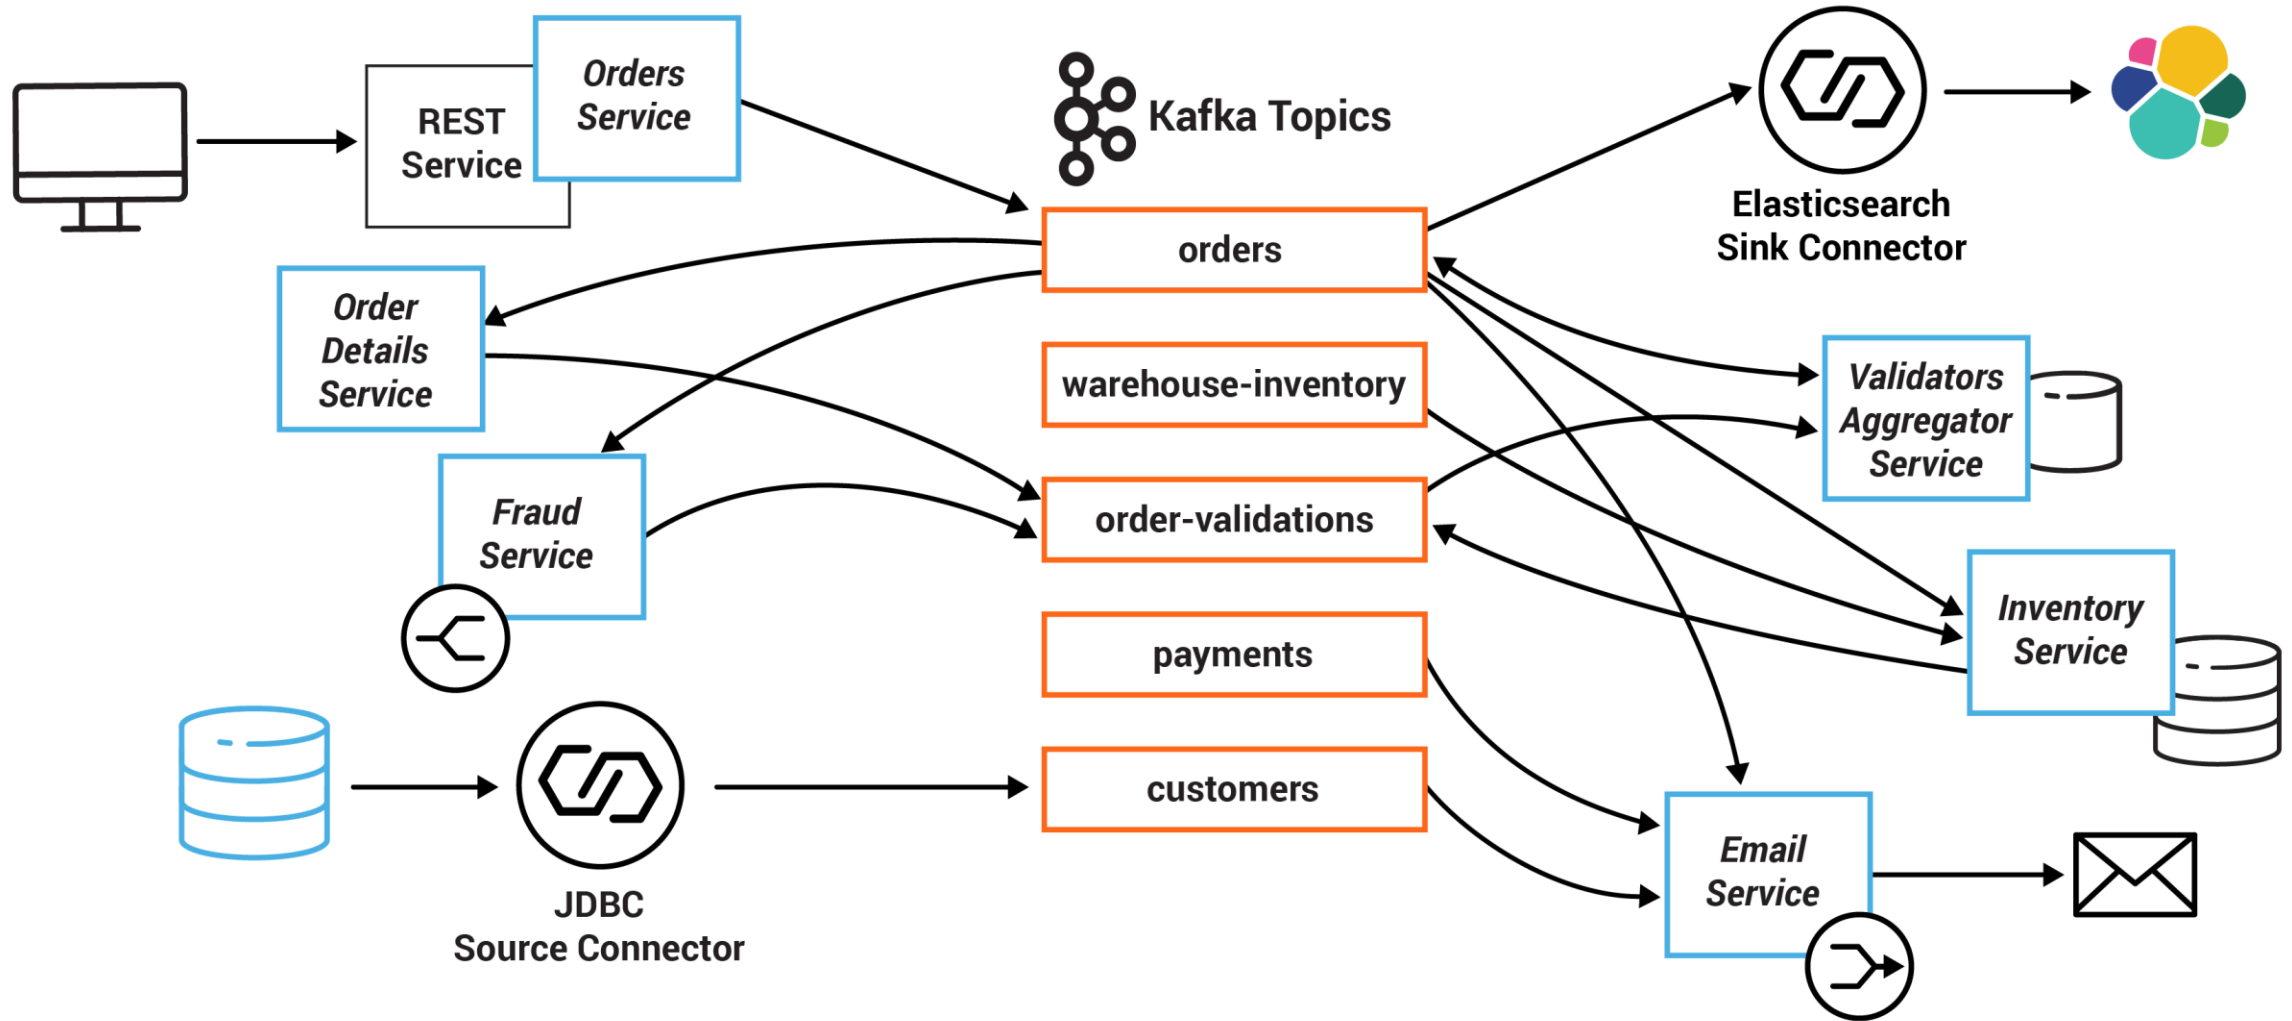 REST
Service
Orders
Service
Kafka Topics
Elasticsearch
Sink Connector
orders
Order
Details
Service
warehouse-inventory
Validators
Aggregator
Service
Fraud
Service
order-validations
Inventory
Service
payments
customers
JDBC
Source Connector
Email
Service